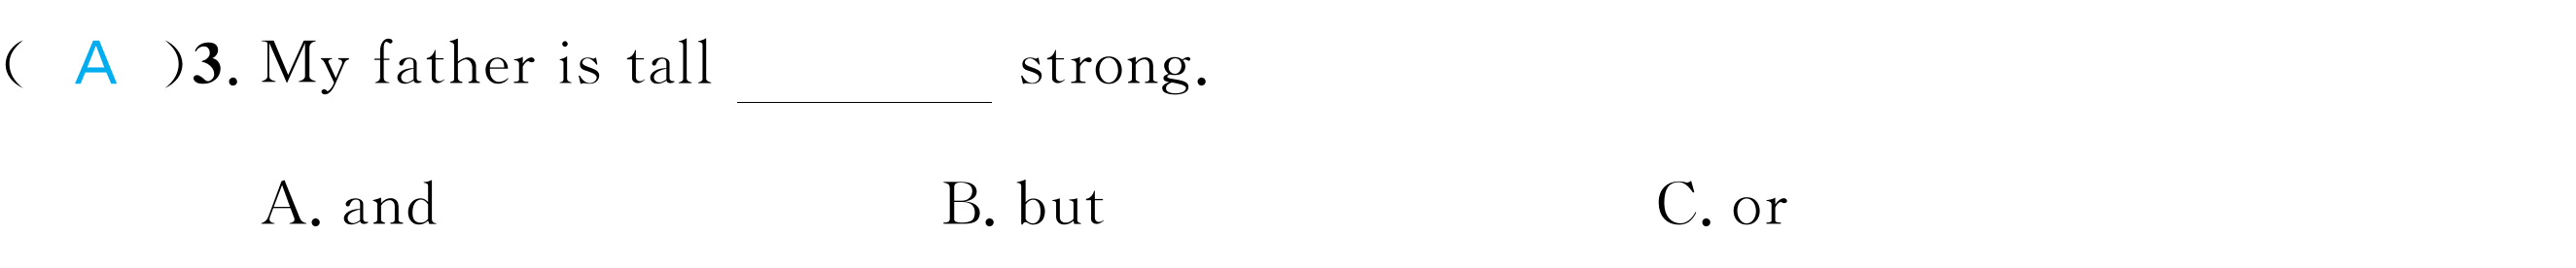 ( A )3. My father is tall ________ strong.
A. and B. but C. or